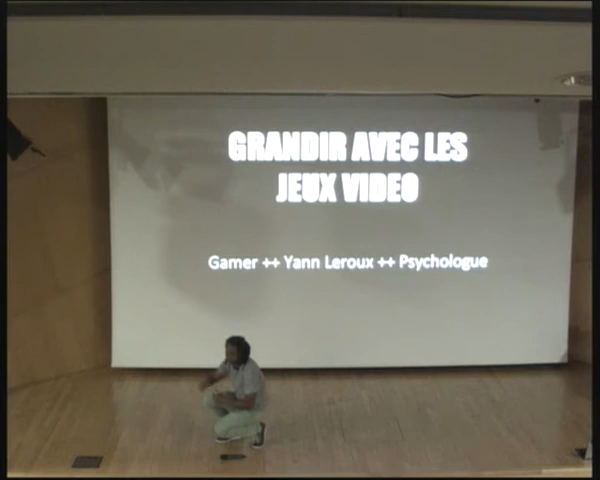 GRANDIR AVEC LES
JEUX VIDEO
Gamer ++ Yann Leroux ++ Psychologue